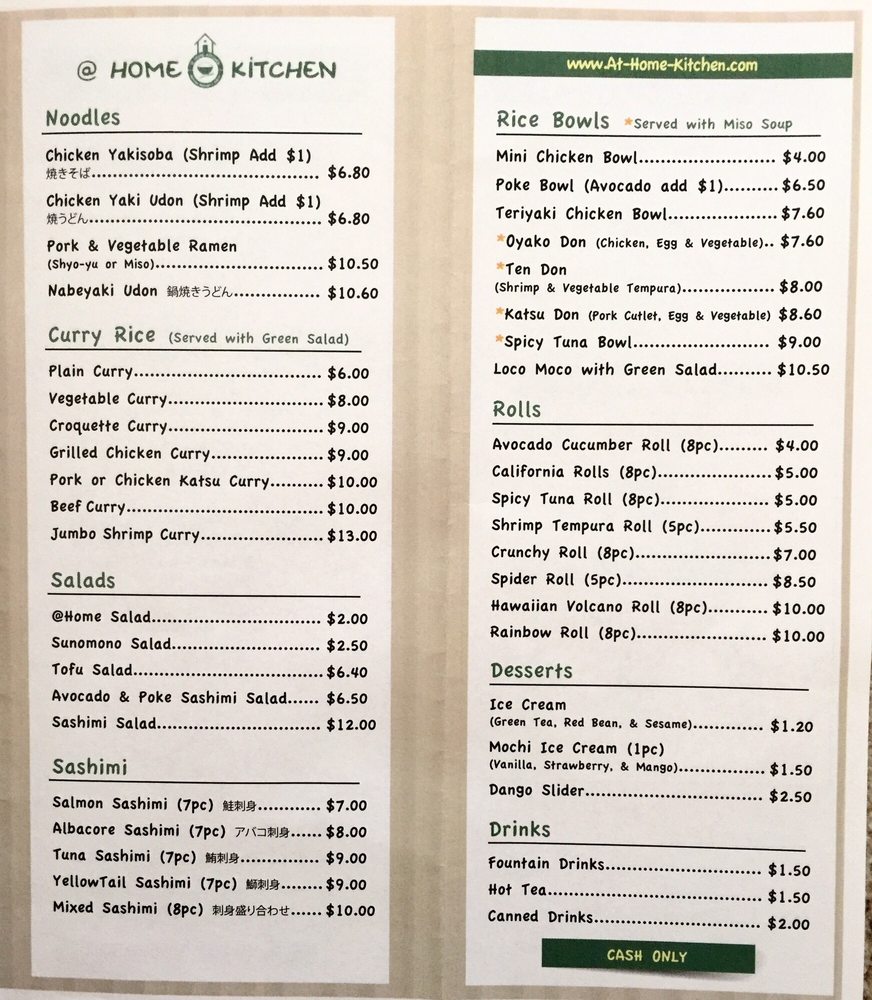 @ HOME KITCHEN
Noodles
Chicken Yakisoba (Shrimp Add $1)
焼きそば.......................................... $6.80
Chicken Yaki Udon (Shrimp Add $1)
焼うどん.......................................... $6.80
Pork & Vegetable Ramen
(Shyo-yu or Miso)............................... $10.50
Nabeyaki Udon 鍋焼きうどん................ $10.60
Curry Rice (Served with Green Salad)
Plain Curry.................................. $6.00
Vegetable Curry............................ $8.00
Croquette Curry............................ $9.00
Grilled Chicken Curry.................... $9.00
Pork or Chicken Katsu Curry.......... $10.00
Beef Curry................................... $10.00
Jumbo Shrimp Curry...................... $13.00
Salads
@Home Salad............................... $2.00
Sunomono Salad........................... $2.50
Tofu Salad.................................. $6.40
Avocado & Poke Sashimi Salad...... $6.50
Sashimi Salad............................. $12.00
Sashimi
Salmon Sashimi (7pc) 鮭刺身............ $7.00
Albacore Sashimi (7pc) アバコ刺身...... $8.00
Tuna Sashimi (7pc) 鮪刺身............... $9.00
YellowTail Sashimi (7pc) 鰤刺身........ $9.00
Mixed Sashimi (8pc) 刺身盛り合わせ...... $10.00
www.At-Home-Kitchen.com
Rice Bowls *Served with Miso Soup
Mini Chicken Bowl......................... $4.00
Poke Bowl (Avocado add $1).......... $6.50
Teriyaki Chicken Bowl.................... $7.60
*Oyako Don (Chicken, Egg & Vegetable).. $7.60
*Ten Don
(Shrimp & Vegetable Tempura)................. $8.00
*Katsu Don (Pork Cutlet, Egg & Vegetable) $8.60
*Spicy Tuna Bowl......................... $9.00
Loco Moco with Green Salad.......... $10.50
Rolls
Avocado Cucumber Roll (8pc)......... $4.00
California Rolls (8pc).................... $5.00
Spicy Tuna Roll (8pc).................... $5.00
Shrimp Tempura Roll (5pc)............. $5.50
Crunchy Roll (8pc)........................ $7.00
Spider Roll (5pc).......................... $8.50
Hawaiian Volcano Roll (8pc)........... $10.00
Rainbow Roll (8pc)....................... $10.00
Desserts
Ice Cream
(Green Tea, Red Bean, & Sesame)............. $1.20
Mochi Ice Cream (1pc)
(Vanilla, Strawberry, & Mango)................ $1.50
Dango Slider................................ $2.50
Drinks
Fountain Drinks............................ $1.50
Hot Tea....................................... $1.50
Canned Drinks.............................. $2.00
CASH ONLY